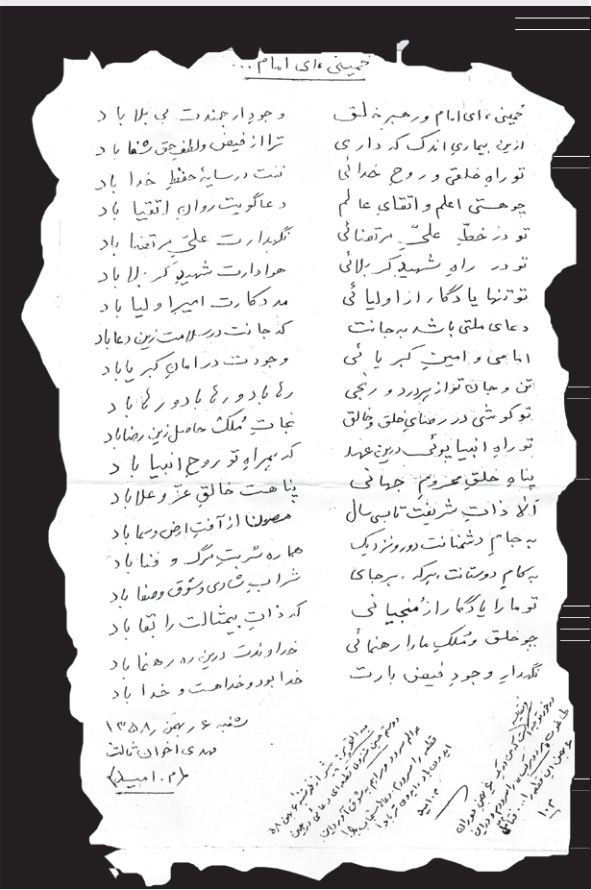 خمینی، ای امام ...
خمینی، ای امام و رهبر خلق وجود ارجمندت بی بلا باد
ازین بیماری اندک که داری ترا از فیض و لطف حق شفا باد
تو راهِ خلقی و روح خدائی تنت در سایهٔ حفظِ خدا باد
چو هستی اعلم و اتقای عالم دعاگویت روانِ اتقیا باد
تو در خطِّ علیِّ مرتضائی نگهدارت علیِّ مرتضا باد
تو در راهِ شهیدِ کربلائی هوادارت شهیدِ کربلا باد
تو تنها یادگار از اولیائی مددکارت امیرِ اولیا باد
دعای ملتی باشد به جانت که جانت در سلامت زین دعا باد
امامی و امینِ کبریائی وجودت در امانِ کبریا باد
تن و جان تو از هر درد و رنجی رها باد و رها باد و رها باد
تو کوشی در رضای خلق و خالق نجاتِ مُلک حاصل زین رضا باد
تو راهِ انبیا پوئی درین عهد که همراهِ تو روحِ انبیا باد
پناهِ خلقِ محرومِ جهانی پناهت خالقِ عزّ و علا باد
الا ذاتِ شریفت تا سی سال مصون از آفتِ ارض و سما باد
به جامِ دشمنانت دور و نزدیک هماره شربتِ مرگ و فنا باد
به کامِ دوستانت، هر که، هر جای شراب شادی و شوق و صفا باد
تو ما را یادگار از مُنجیانی که ذاتِ بیمثالت را بقا باد
چو خلق و مُلکِ ما را رهنمائی خداوندت درین ره رهنما باد
نگهدارِ وجودِ فیض بارت خدا بود و خدا هست و خدا باد
شنبه ۶ بهمن ۱۳۵۸
مهدی اخوان ثالث
(م. امید)